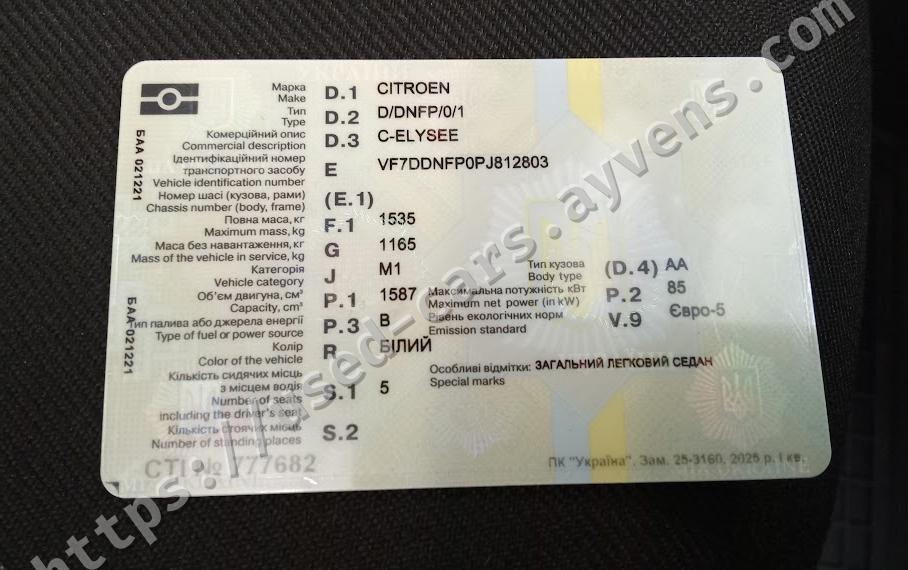 БАА 021221
БАА 021221
Марка
Make D.1 CITROEN
Тип
Type D.2 D/DNFP/0/1
Комерційний опис
Commercial description D.3 C-ELYSEE
Ідентифікаційний номер
транспортного засобу
Vehicle identification number E VF7DDNFP0PJ812803
Номер шасі (кузова, рами)
Chassis number (body, frame) (E.1)
Повна маса, кг
Maximum mass, kg F.1 1535
Маса без навантаження, кг
Mass of the vehicle in service, kg G 1165
Категорія
Vehicle category J M1
Тип кузова
Body type (D.4) AA
Об'єм двигуна, см³
Capacity, cm³ P.1 1587
Максимальна потужність кВт
Maximum net power (in kW) P.2 85
Тип палива або джерела енергії
Type of fuel or power source P.3 B
Рівень екологічних норм
Emission standard V.9 Євро-5
Колір
Color of the vehicle R БІЛИЙ
Кількість сидячих місць
з місцем водія
Number of seats
including the driver's seat S.1 5
Особливі відмітки: ЗАГАЛЬНИЙ ЛЕГКОВИЙ СЕДАН
Special marks
Кількість стоячих місць
Number of standing places S.2
СТІ № 777682
ПК "Україна". Зам. 25-3160, 2025 р. І кв.
https://used-cars.ayvens.com